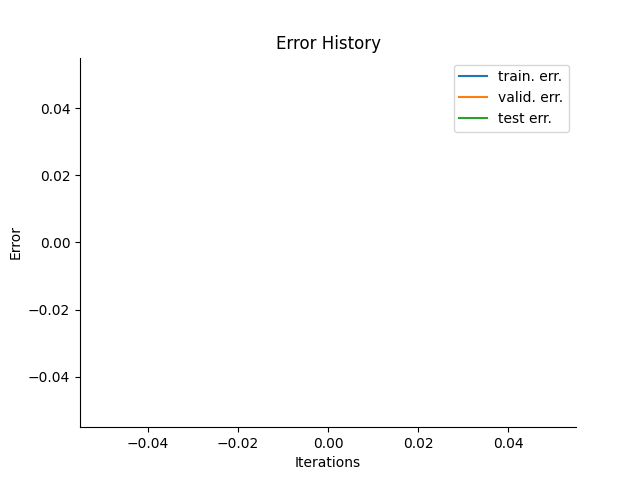 Error History
train. err.
valid. err.
test err.
Error
0.04
0.02
0.00
−0.02
−0.04
−0.04
−0.02
0.00
0.02
0.04
Iterations